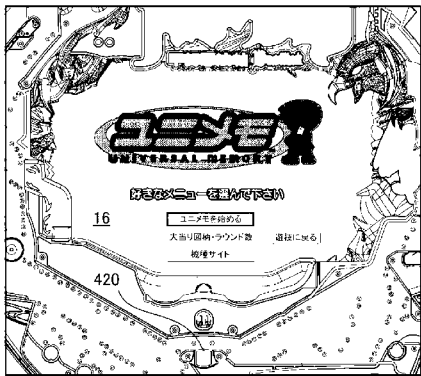 ユニメモ
UNIVERSAL MEMORY
好きなメニューを選んで下さい
16
ユニメモを始める
大当り図柄・ラウンド数 遊技に戻る
機種サイト
420